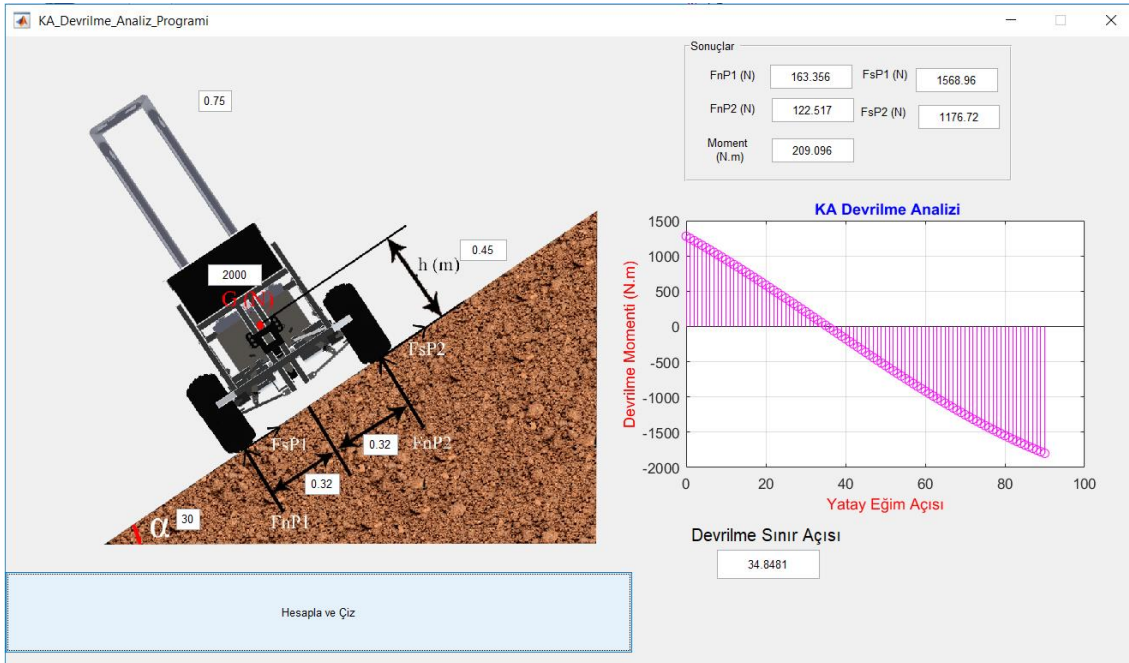 KA_Devrilme_Analiz_Programi
0.75
2000
G (N)
0.45
h (m)
FsP2
FsP1
0.32
FnP2
0.32
FnP1
α
30
Hesapla ve Çiz
Sonuçlar
FnP1 (N) 163.356 FsP1 (N) 1568.96
FnP2 (N) 122.517 FsP2 (N) 1176.72
Moment
(N.m) 209.096
KA Devrilme Analizi
Devrilme Momenti (N.m)
1500
1000
500
0
-500
-1000
-1500
-2000
0 20 40 60 80 100
Yatay Eğim Açısı
Devrilme Sınır Açısı
34.8481